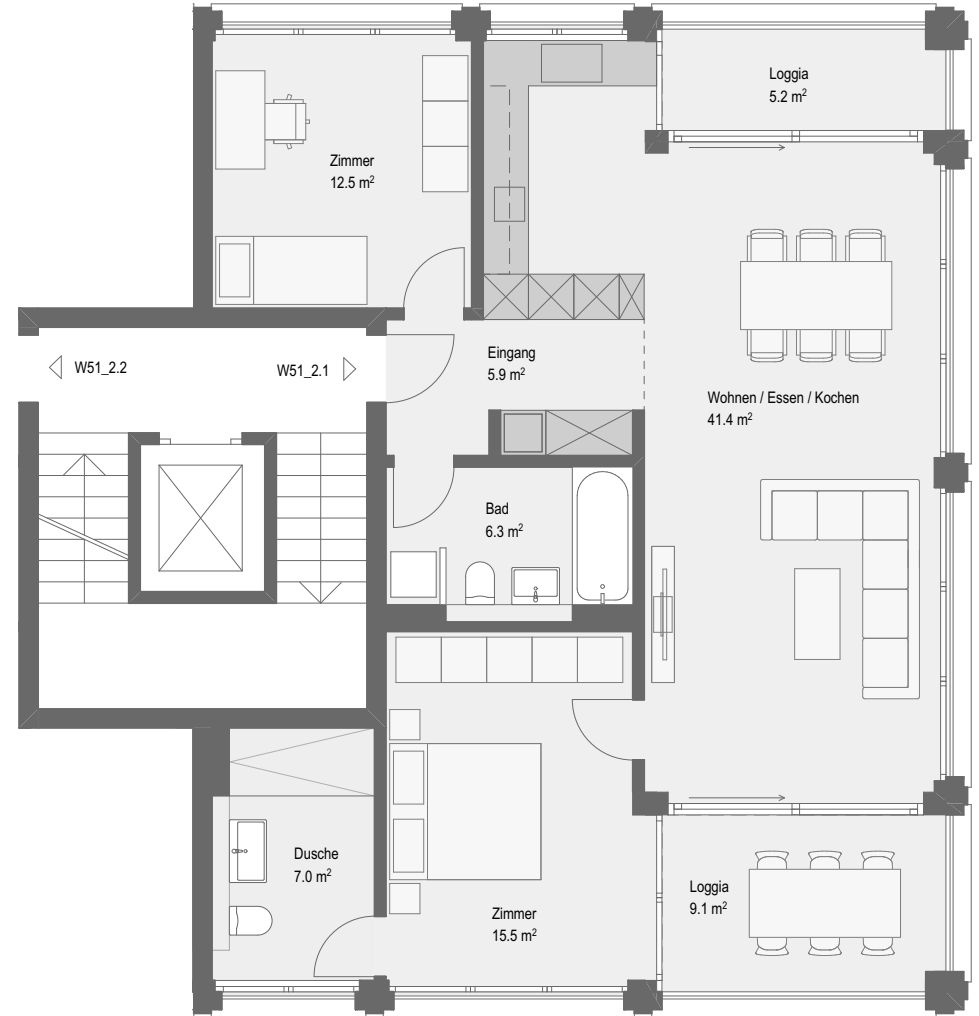 Loggia
5.2 m²
Zimmer
12.5 m²
Eingang
5.9 m²
W51_2.2
W51_2.1
Wohnen / Essen / Kochen
41.4 m²
Bad
6.3 m²
Dusche
7.0 m²
Loggia
9.1 m²
Zimmer
15.5 m²